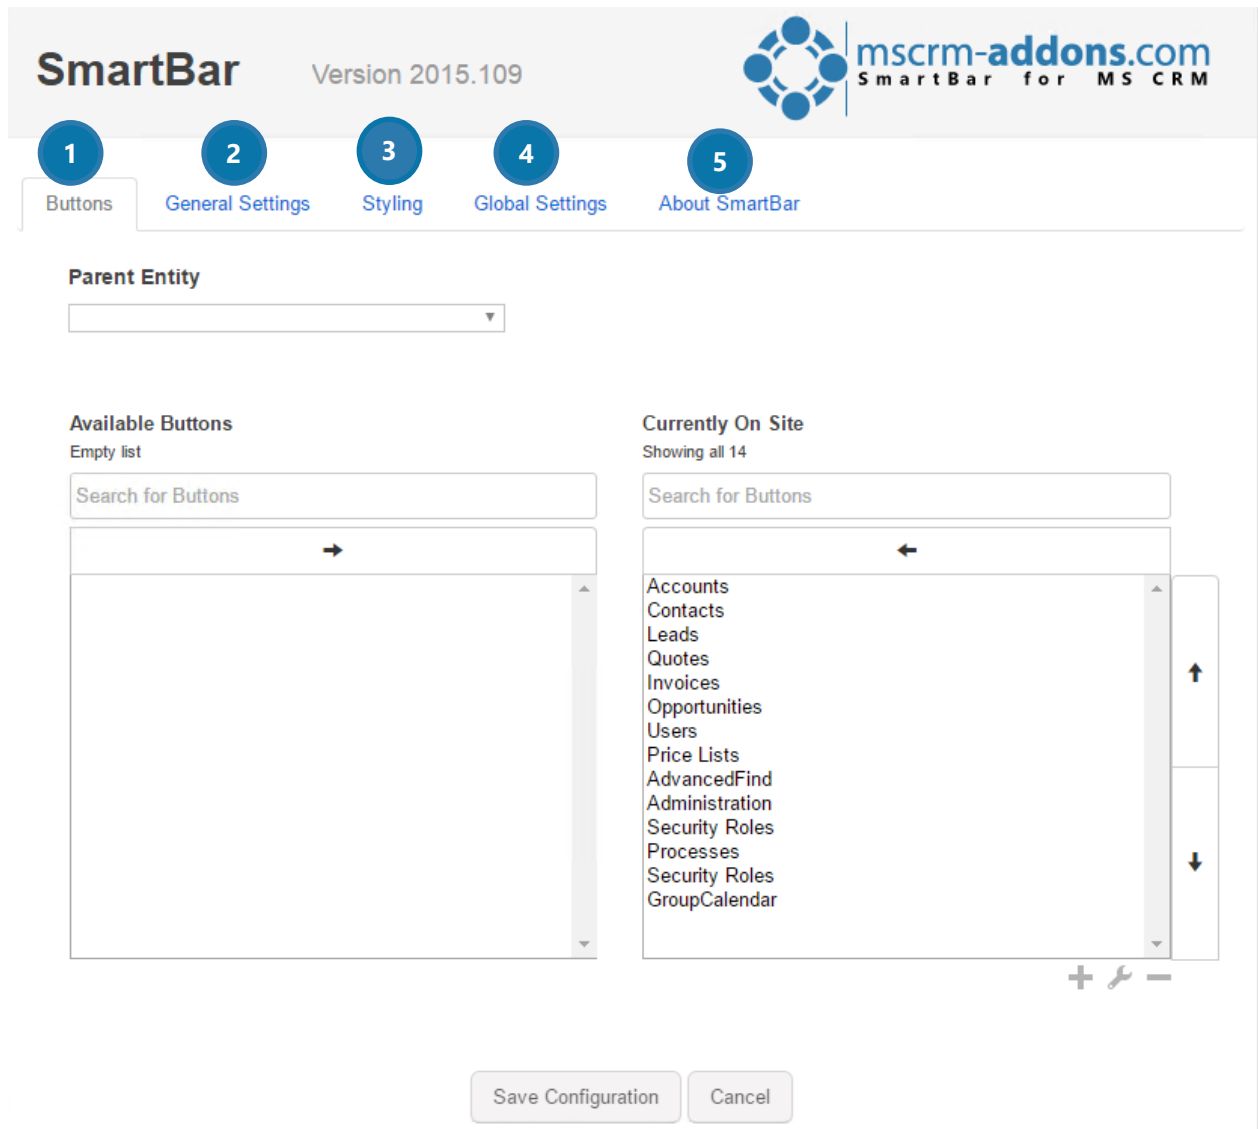 SmartBar Version 2015.109
mscrm-addons.com
SmartBar for MS CRM
1 2 3 4 5
Buttons General Settings Styling Global Settings About SmartBar
Parent Entity
Available Buttons
Empty list
Search for Buttons
Currently On Site
Showing all 14
Search for Buttons
Accounts
Contacts
Leads
Quotes
Invoices
Opportunities
Users
Price Lists
AdvancedFind
Administration
Security Roles
Processes
Security Roles
GroupCalendar
Save Configuration Cancel